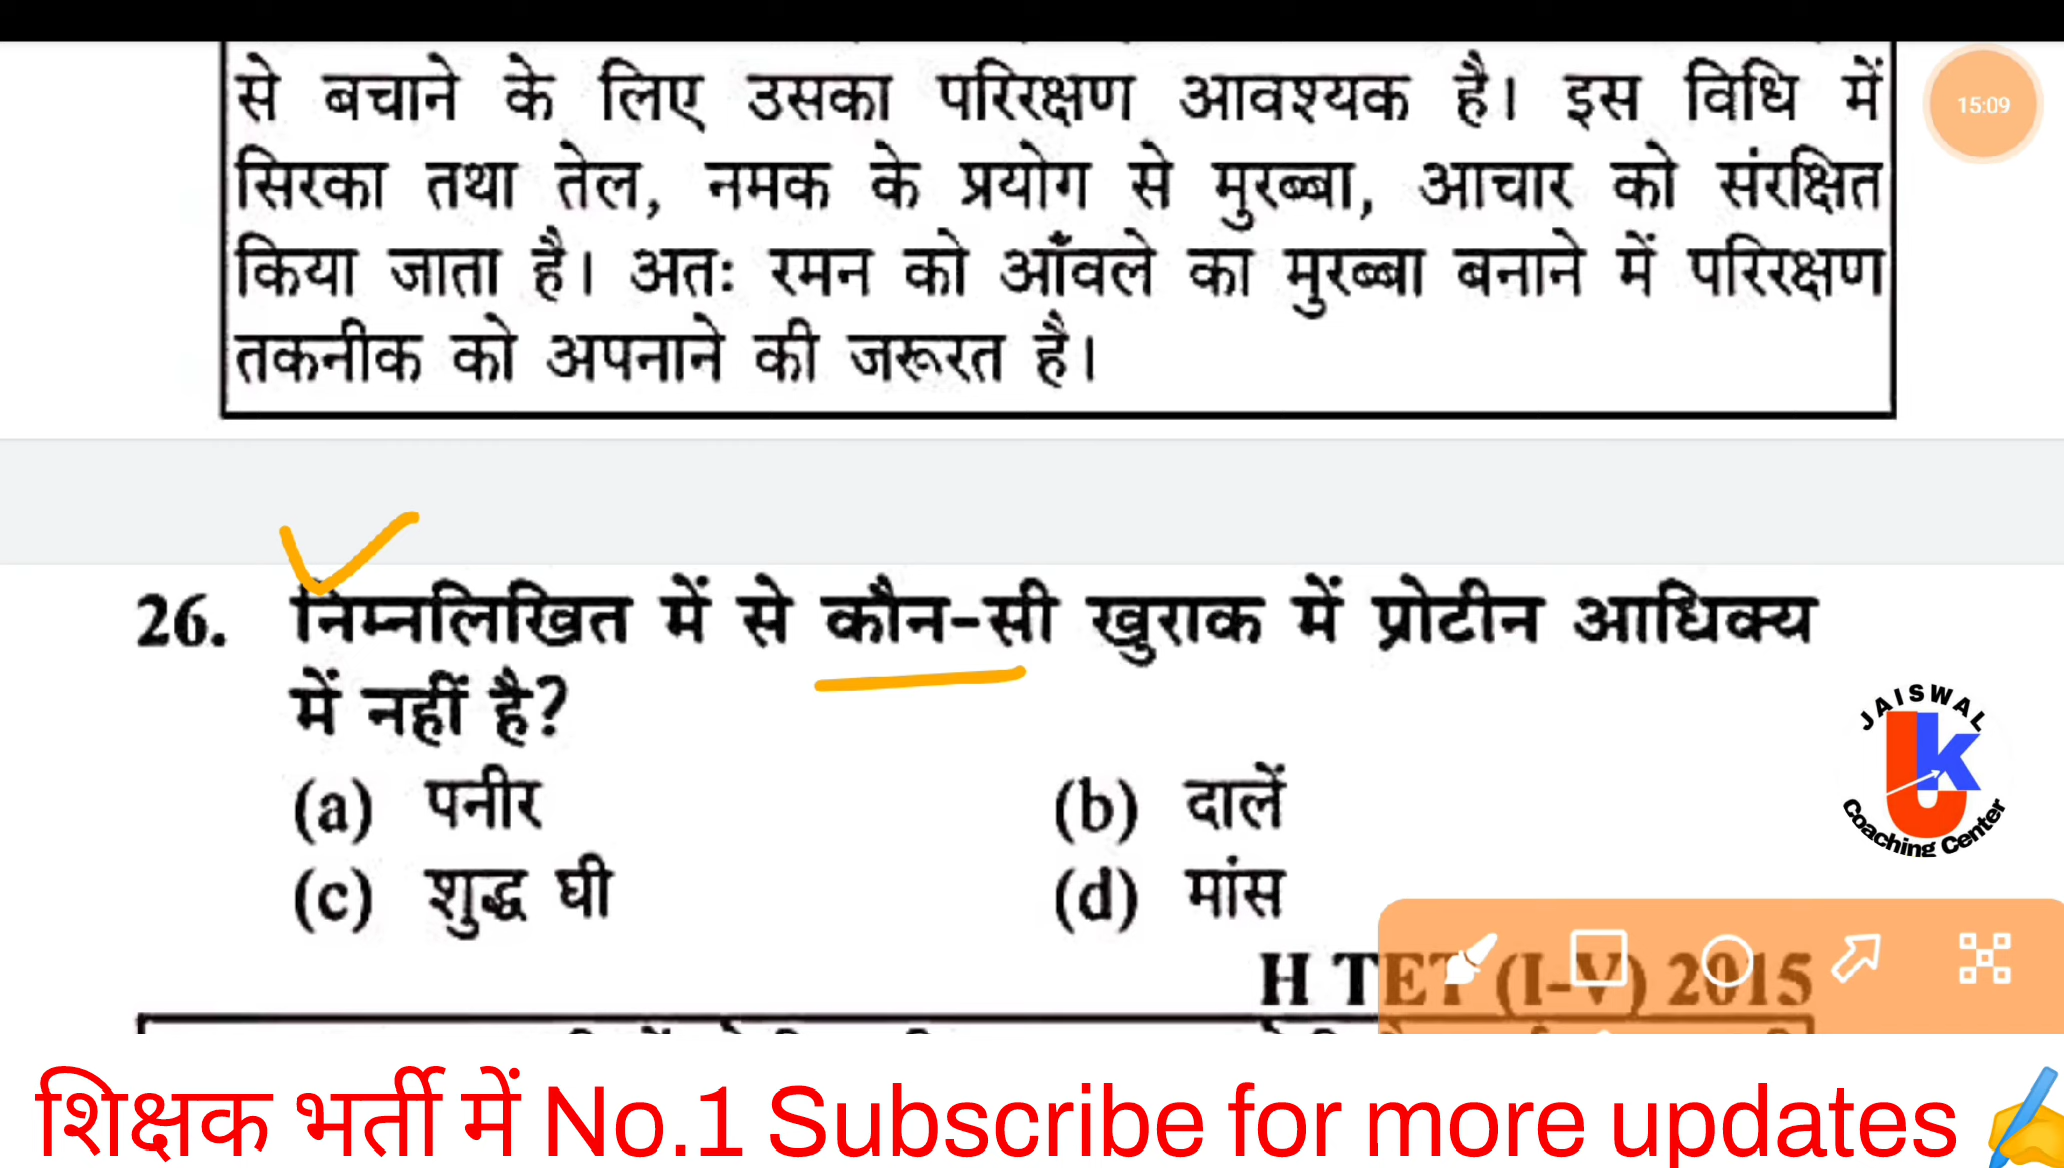 से बचाने के लिए उसका परिरक्षण आवश्यक है। इस विधि में
15:09
सिरका तथा तेल, नमक के प्रयोग से मुरब्बा, आचार को संरक्षित
किया जाता है। अतः रमन को आँवले का मुरब्बा बनाने में परिरक्षण
तकनीक को अपनाने की जरूरत है।
26. निम्नलिखित में से कौन-सी खुराक में प्रोटीन आधिक्य
में नहीं है?
(a) पनीर (b) दालें
(c) शुद्ध घी (d) मांस
JAISWAL
UK
Coaching Center
H TET (I-V) 2015
शिक्षक भर्ती में No.1 Subscribe for more updates ✍